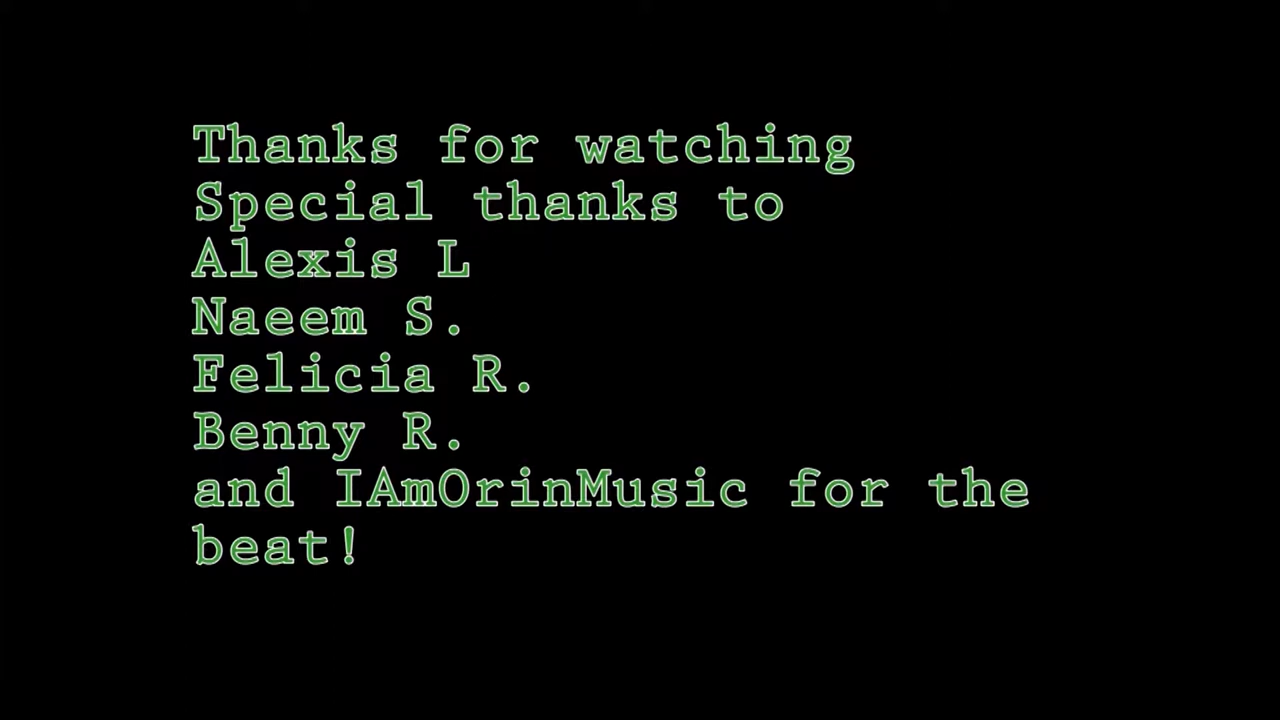 Thanks for watching
Special thanks to
Alexis L
Naeem S.
Felicia R.
Benny R.
and IAmOrinMusic for the
beat!